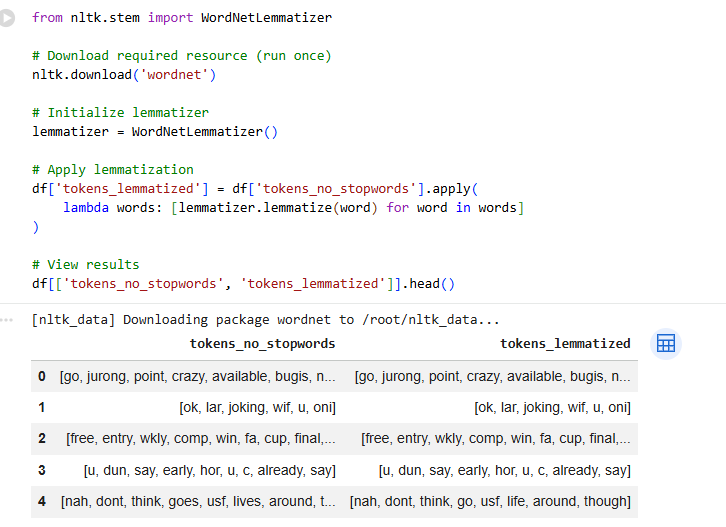 from nltk.stem import WordNetLemmatizer
# Download required resource (run once)
nltk.download('wordnet')
# Initialize lemmatizer
lemmatizer = WordNetLemmatizer()
# Apply lemmatization
df['tokens_lemmatized'] = df['tokens_no_stopwords'].apply(
    lambda words: [lemmatizer.lemmatize(word) for word in words]
)
# View results
df[['tokens_no_stopwords', 'tokens_lemmatized']].head()
[nltk_data] Downloading package wordnet to /root/nltk_data...
tokens_no_stopwords tokens_lemmatized
0 [go, jurong, point, crazy, available, bugis, n... [go, jurong, point, crazy, available, bugis, n...
1 [ok, lar, joking, wif, u, oni] [ok, lar, joking, wif, u, oni]
2 [free, entry, wkly, comp, win, fa, cup, final,... [free, entry, wkly, comp, win, fa, cup, final,...
3 [u, dun, say, early, hor, u, c, already, say] [u, dun, say, early, hor, u, c, already, say]
4 [nah, dont, think, goes, usf, lives, around, t... [nah, dont, think, go, usf, life, around, though]